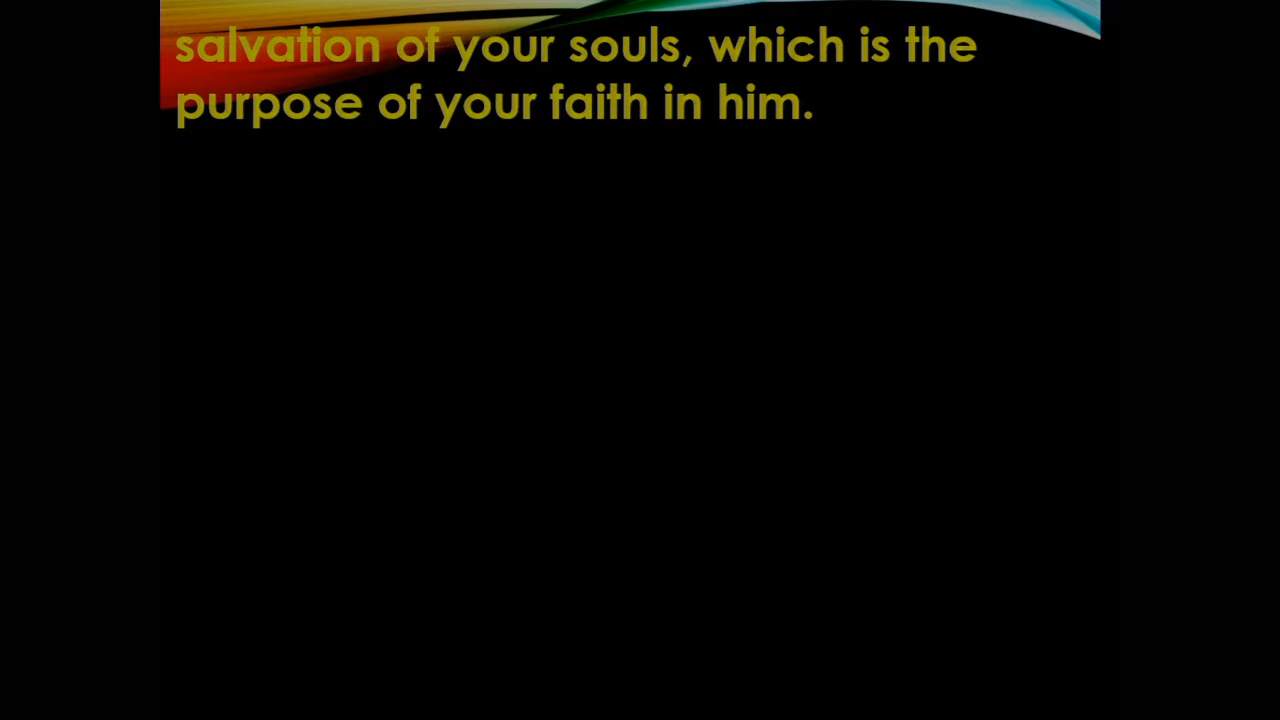 salvation of your souls, which is the
purpose of your faith in him.